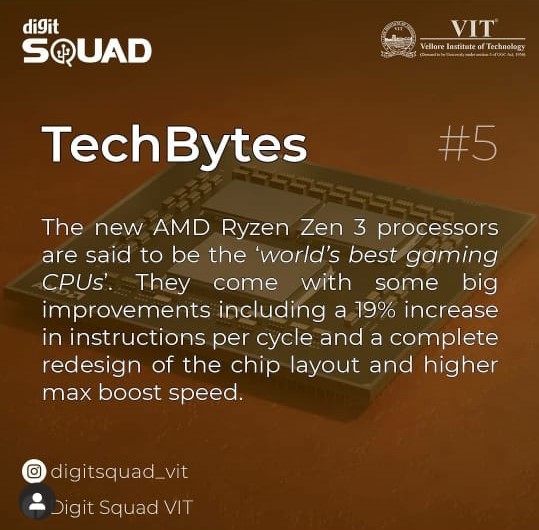 digit
SQUAD
VIT®
Vellore Institute of Technology
(Deemed to be University under section 3 of UGC Act, 1956)
TechBytes
#5
The new AMD Ryzen Zen 3 processors
are said to be the ‘world’s best gaming
CPUs’. They come with some big
improvements including a 19% increase
in instructions per cycle and a complete
redesign of the chip layout and higher
max boost speed.
AMD
digitsquad_vit
Digit Squad VIT